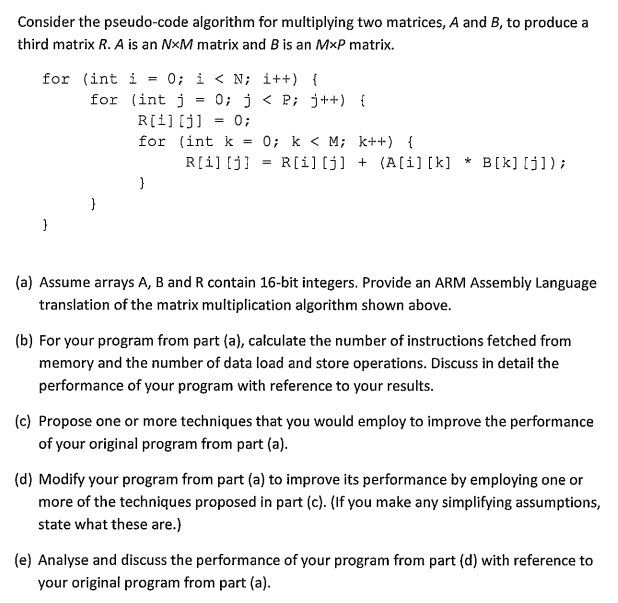 Consider the pseudo-code algorithm for multiplying two matrices, A and B, to produce a
third matrix R. A is an N×M matrix and B is an M×P matrix.
for (int i = 0; i < N; i++) {
for (int j = 0; j < P; j++) {
R[i][j] = 0;
for (int k = 0; k < M; k++) {
R[i][j] = R[i][j] + (A[i][k] * B[k][j]);
}
}
}
(a) Assume arrays A, B and R contain 16-bit integers. Provide an ARM Assembly Language
translation of the matrix multiplication algorithm shown above.
(b) For your program from part (a), calculate the number of instructions fetched from
memory and the number of data load and store operations. Discuss in detail the
performance of your program with reference to your results.
(c) Propose one or more techniques that you would employ to improve the performance
of your original program from part (a).
(d) Modify your program from part (a) to improve its performance by employing one or
more of the techniques proposed in part (c). (If you make any simplifying assumptions,
state what these are.)
(e) Analyse and discuss the performance of your program from part (d) with reference to
your original program from part (a).